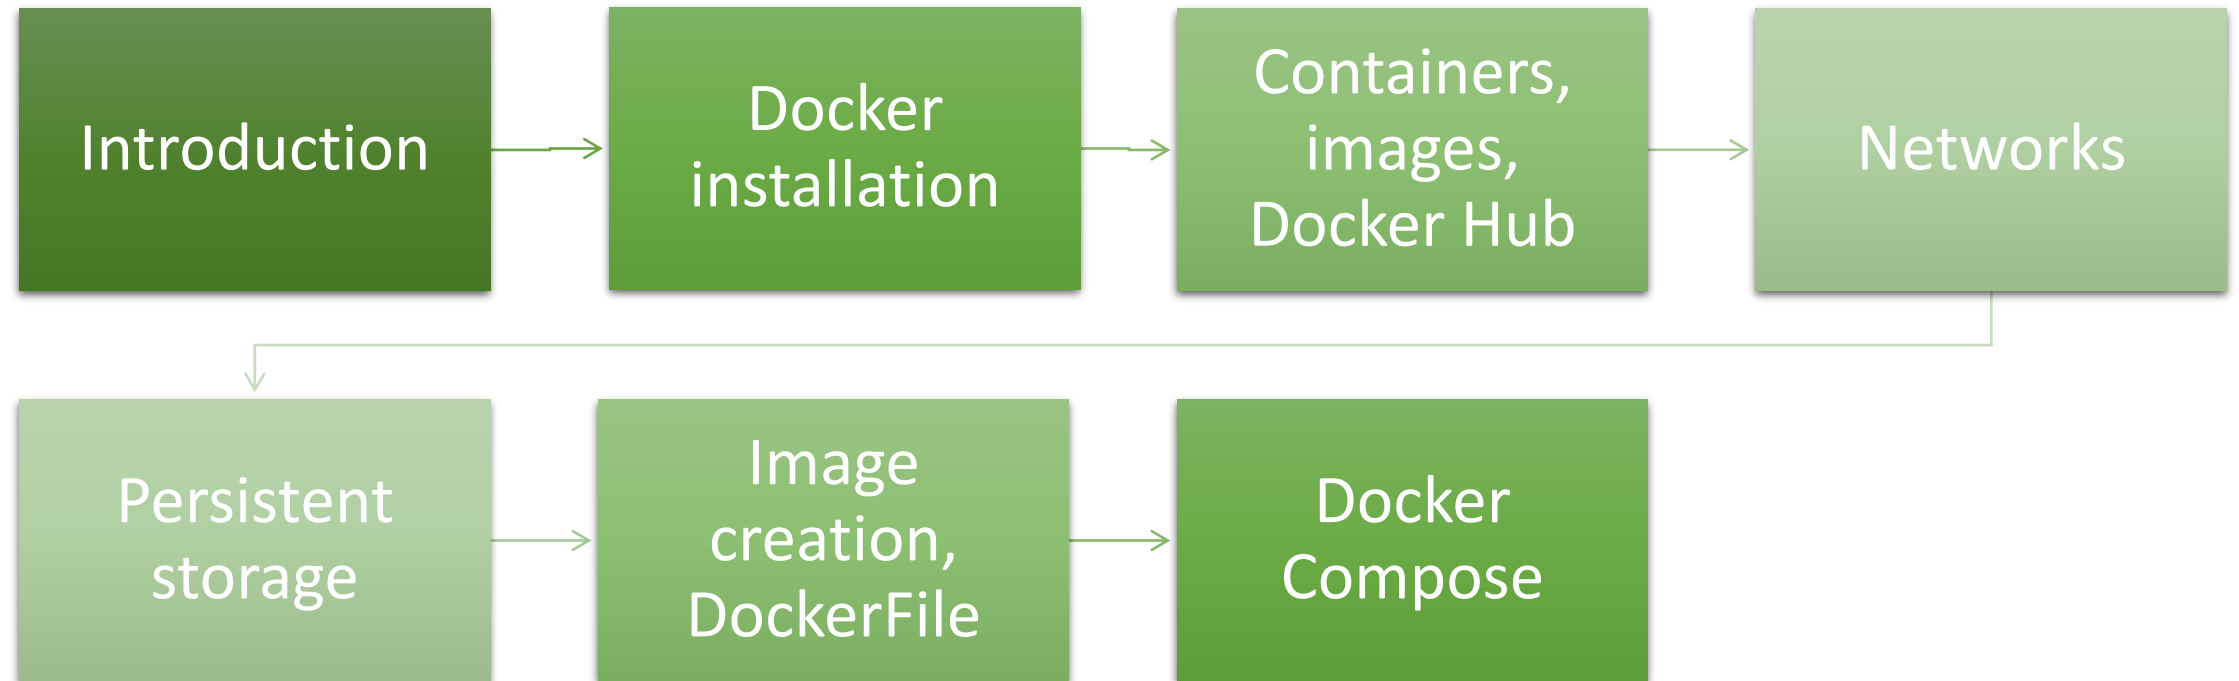 Introduction
Docker
installation
Containers,
images,
Docker Hub
Networks
Persistent
storage
Image
creation,
DockerFile
Docker
Compose